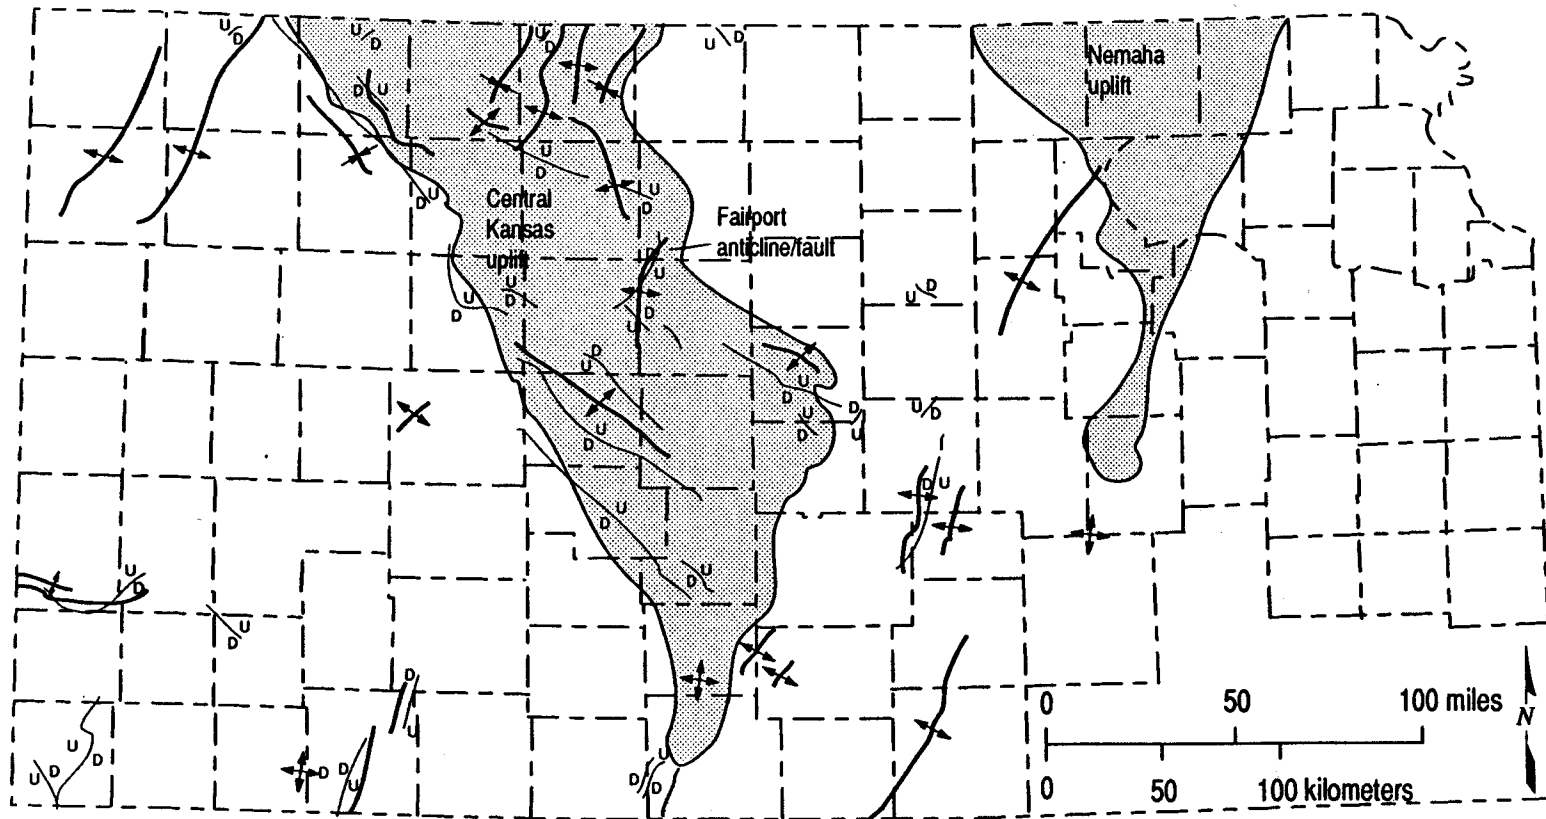 U/D
U/D
U/D
U D
Nemaha
uplift
D U
U
D
Central
Kansas
uplift
D U
U
D
Fairport
anticline/fault
D
U
U
D
U
D
U
D
U
D
U/D
U/D
U
D
D
U
U/D
U
D
D U
D U
D U
D U
U
D
D U
D
U
0 50 100 miles
N
0 50 100 kilometers
U D
U D
D
D
U
U
D
D